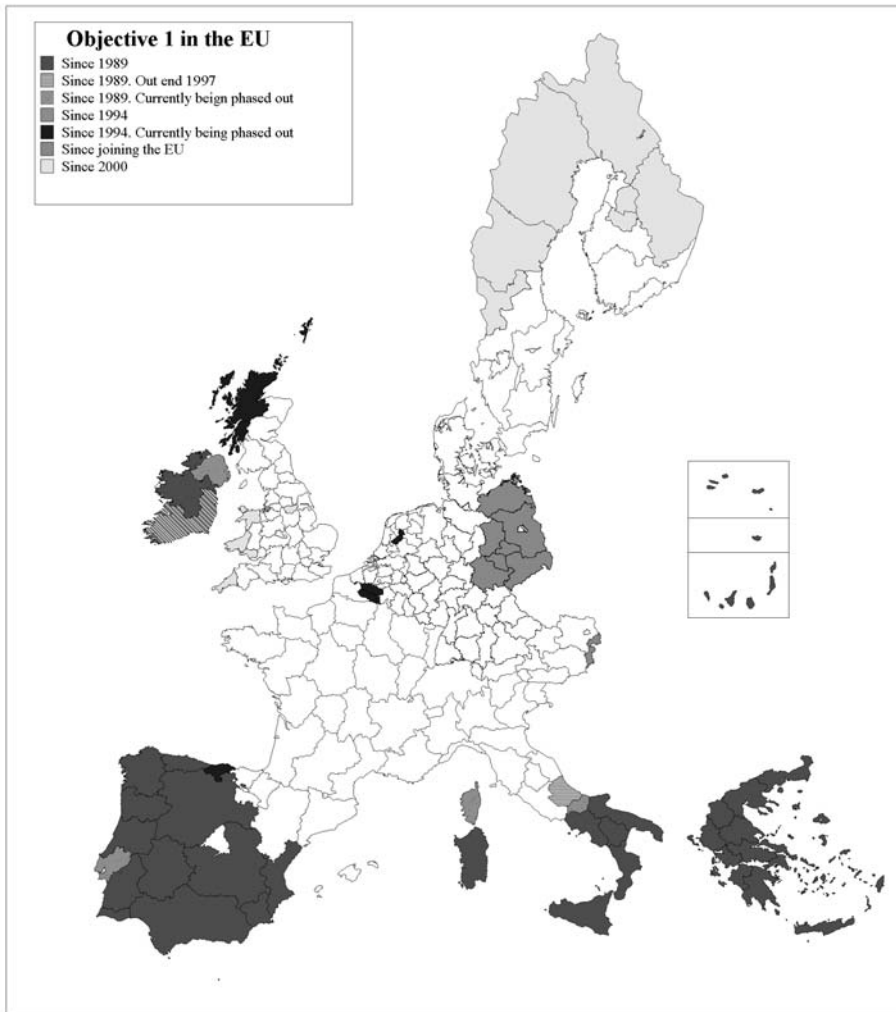 Objective 1 in the EU
Since 1989
Since 1989. Out end 1997
Since 1989. Currently beign phased out
Since 1994
Since 1994. Currently being phased out
Since joining the EU
Since 2000